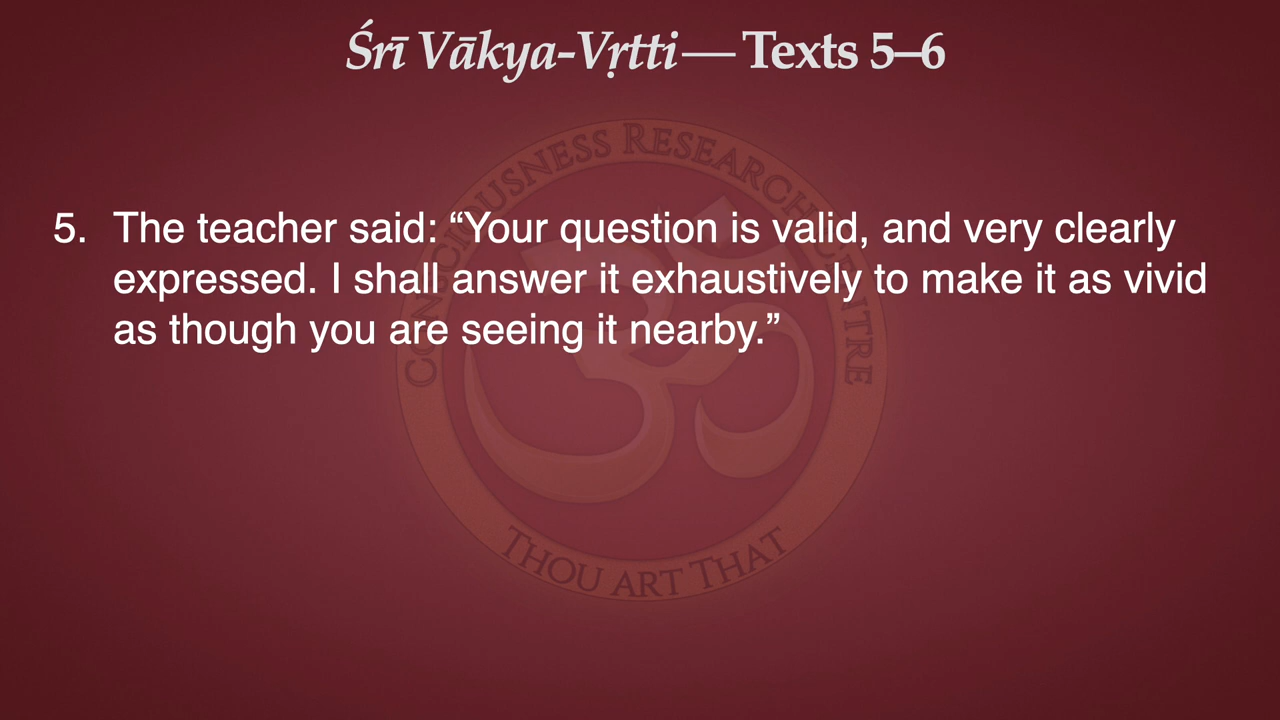 Śrī Vākya-Vṛtti—Texts 5–6
5. The teacher said: “Your question is valid, and very clearly
expressed. I shall answer it exhaustively to make it as vivid
as though you are seeing it nearby.”
CONSCIOUSNESS RESEARCH CENTRE
ॐ
THOU ART THAT